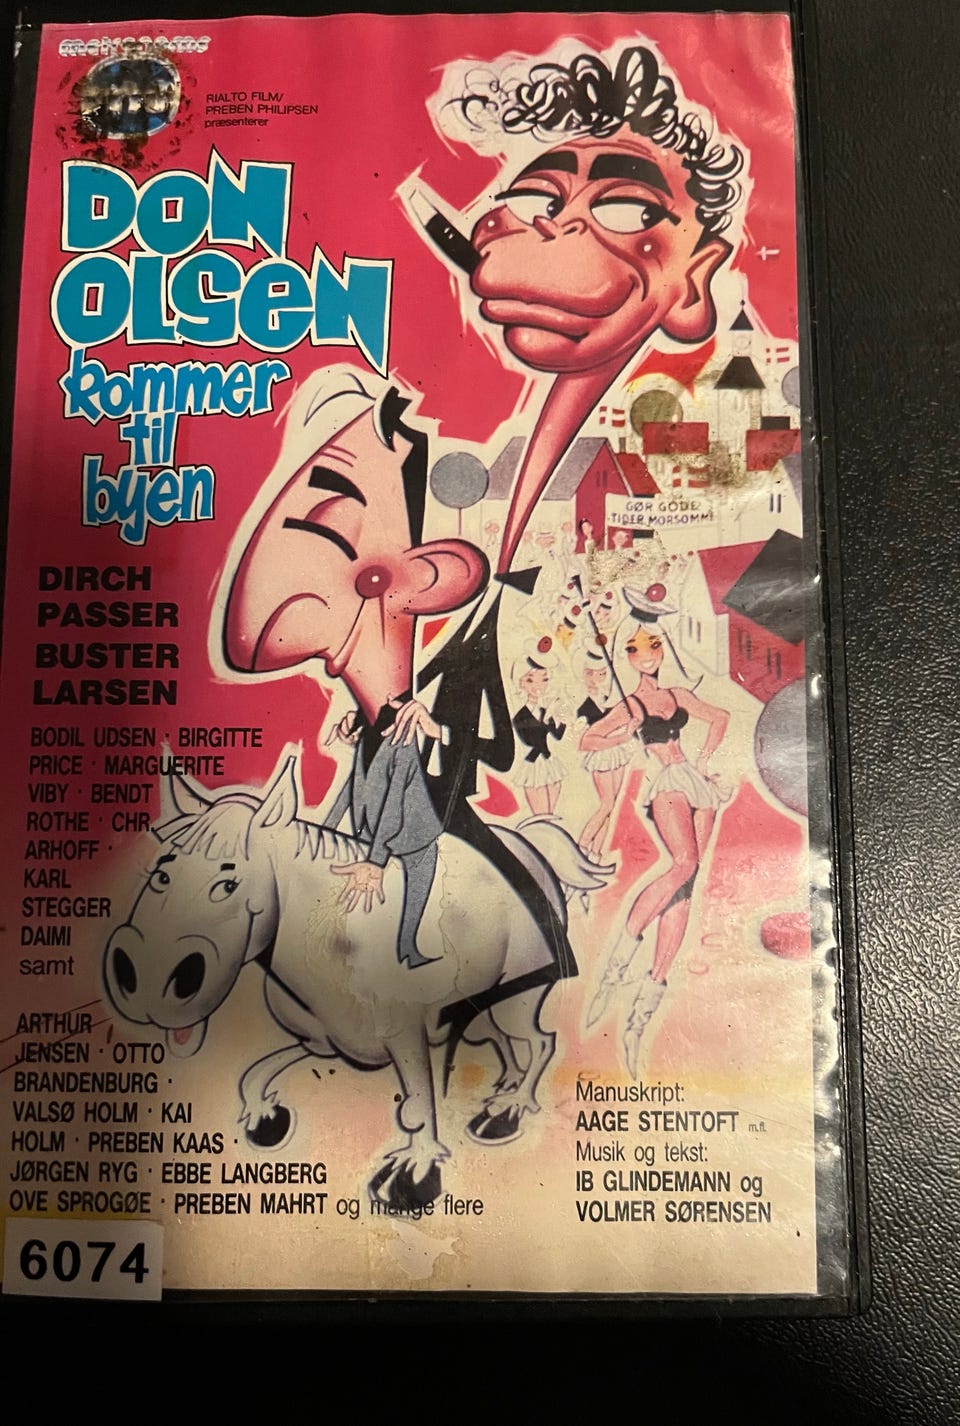 RIALTO FILM/
PREBEN PHILIPSEN
præsenterer
DON
OLSEN
kommer
til
byen
GØR GODE
TIDER MORSOMME
DIRCH
PASSER
BUSTER
LARSEN
BODIL UDSEN · BIRGITTE
PRICE · MARGUERITE
VIBY · BENDT
ROTHE · CHR.
ARHOFF ·
KARL
STEGGER
DAIMI
samt
ARTHUR
JENSEN · OTTO
BRANDENBURG ·
VALSØ HOLM · KAI
HOLM · PREBEN KAAS ·
JØRGEN RYG · EBBE LANGBERG
OVE SPROGØE · PREBEN MAHRT og mange flere
Manuskript:
AAGE STENTOFT m.fl.
Musik og tekst:
IB GLINDEMANN og
VOLMER SØRENSEN
6074